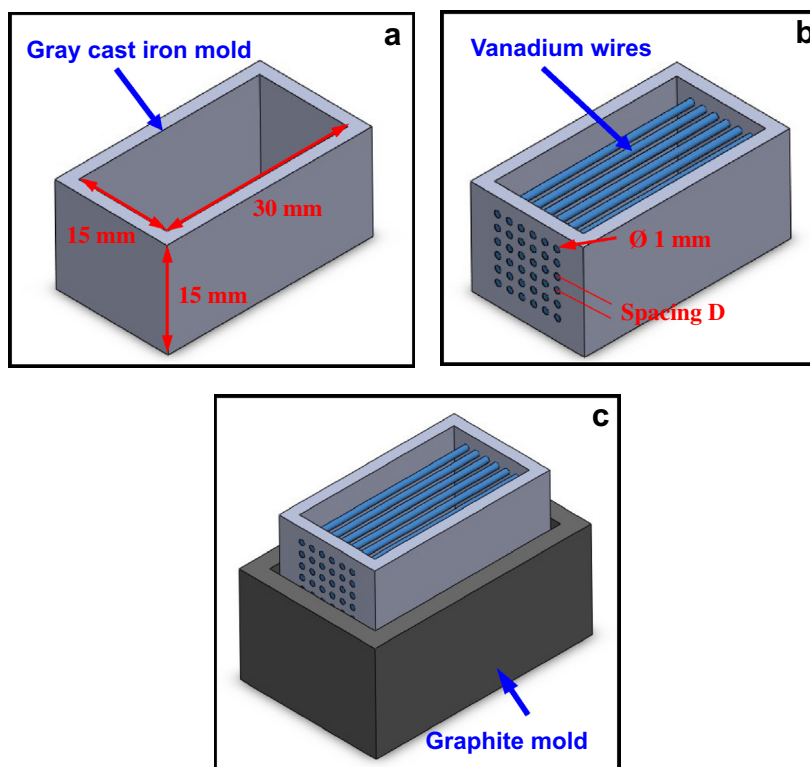 a
Gray cast iron mold
15 mm
30 mm
15 mm
b
Vanadium wires
Ø 1 mm
Spacing D
c
Graphite mold